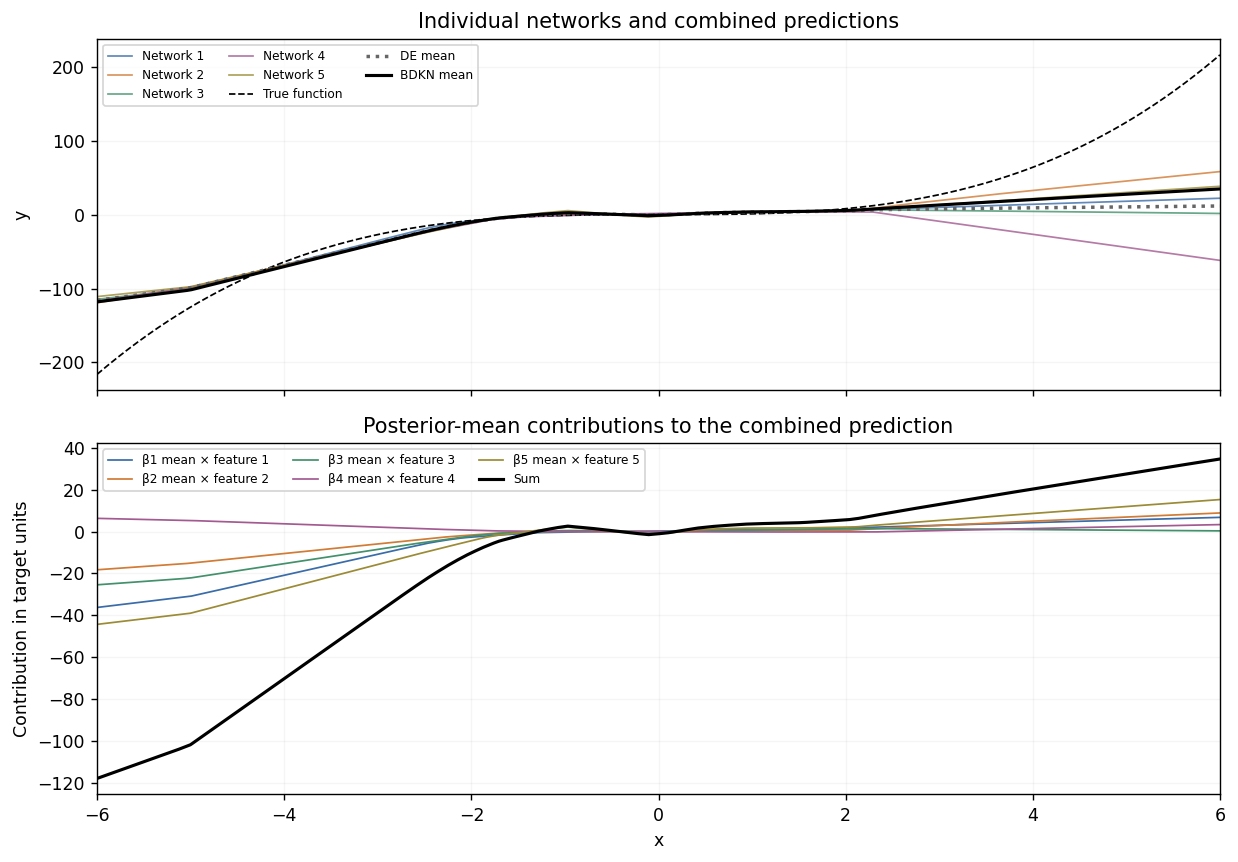 Individual networks and combined predictions
Network 1
Network 2
Network 3
Network 4
Network 5
True function
DE mean
BDKN mean
200
100
0
−100
−200
y
Posterior-mean contributions to the combined prediction
β1 mean × feature 1
β2 mean × feature 2
β3 mean × feature 3
β4 mean × feature 4
β5 mean × feature 5
Sum
40
20
0
−20
−40
−60
−80
−100
−120
Contribution in target units
−6
−4
−2
0
2
4
6
x